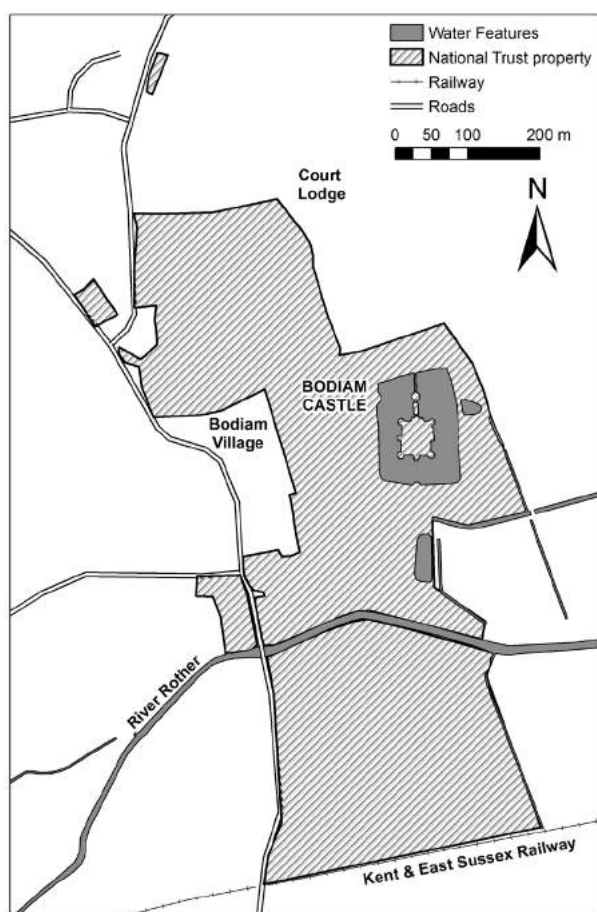 Water Features
National Trust property
Railway
Roads
0 50 100 200 m
N
Court
Lodge
BODIAM
CASTLE
Bodiam
Village
River Rother
Kent & East Sussex Railway